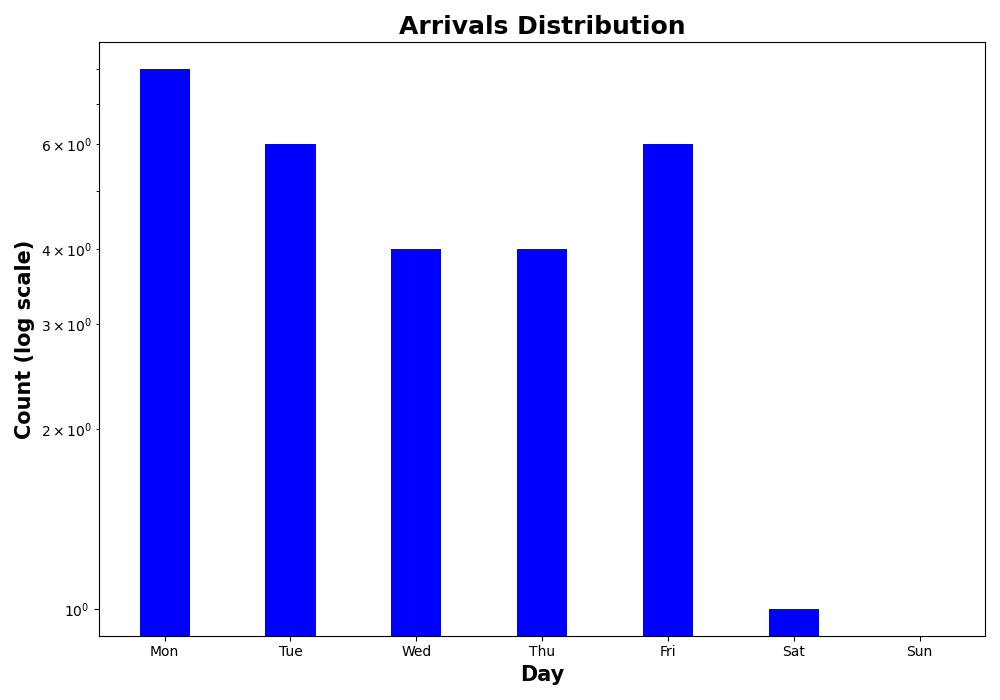 Arrivals Distribution
Count (log scale)
6 × 10⁰
4 × 10⁰
3 × 10⁰
2 × 10⁰
10⁰
Mon Tue Wed Thu Fri Sat Sun
Day